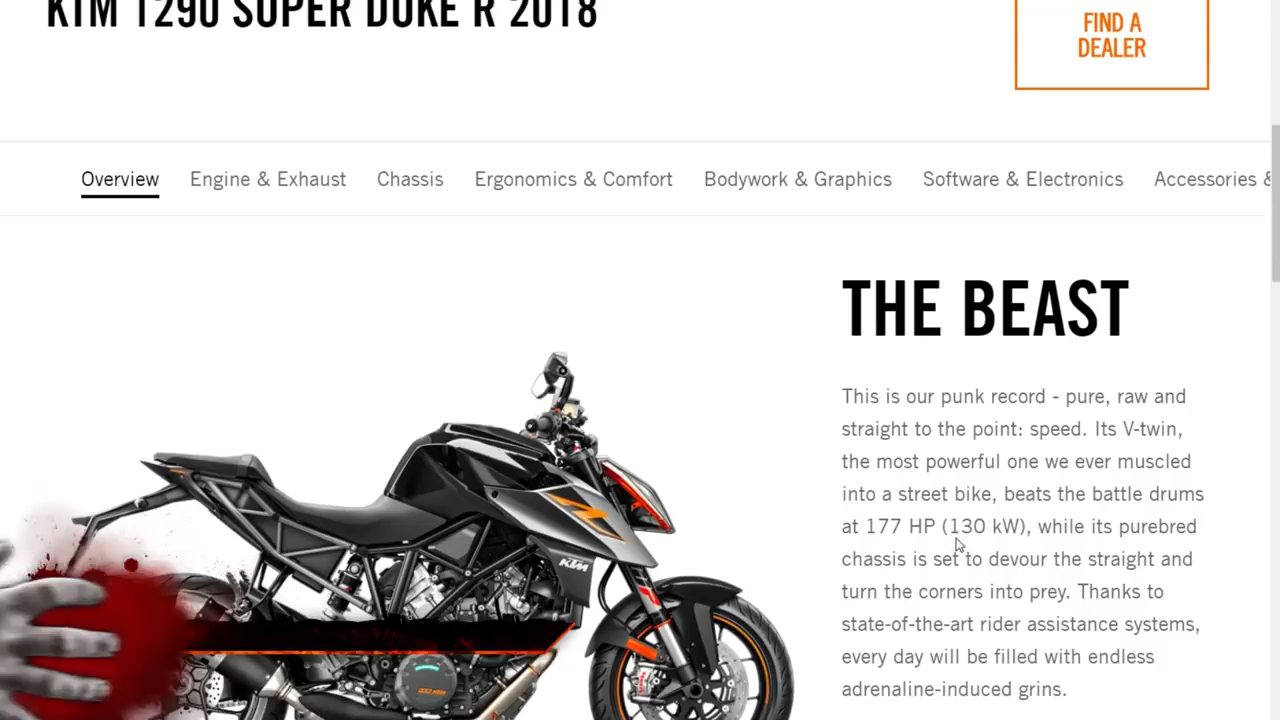 KTM 1290 SUPER DUKE R 2018
FIND A
DEALER
Overview Engine & Exhaust Chassis Ergonomics & Comfort Bodywork & Graphics Software & Electronics Accessories &
THE BEAST
This is our punk record - pure, raw and
straight to the point: speed. Its V-twin,
the most powerful one we ever muscled
into a street bike, beats the battle drums
at 177 HP (130 kW), while its purebred
chassis is set to devour the straight and
turn the corners into prey. Thanks to
state-of-the-art rider assistance systems,
every day will be filled with endless
adrenaline-induced grins.
KTM